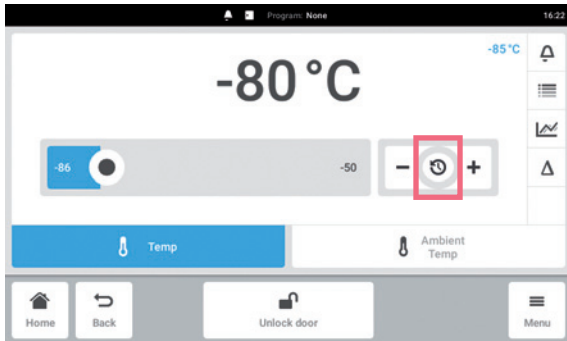 Program: None 16:22
-85°C
-80°C
-86 -50
Temp
Ambient
Temp
Home Back Unlock door Menu